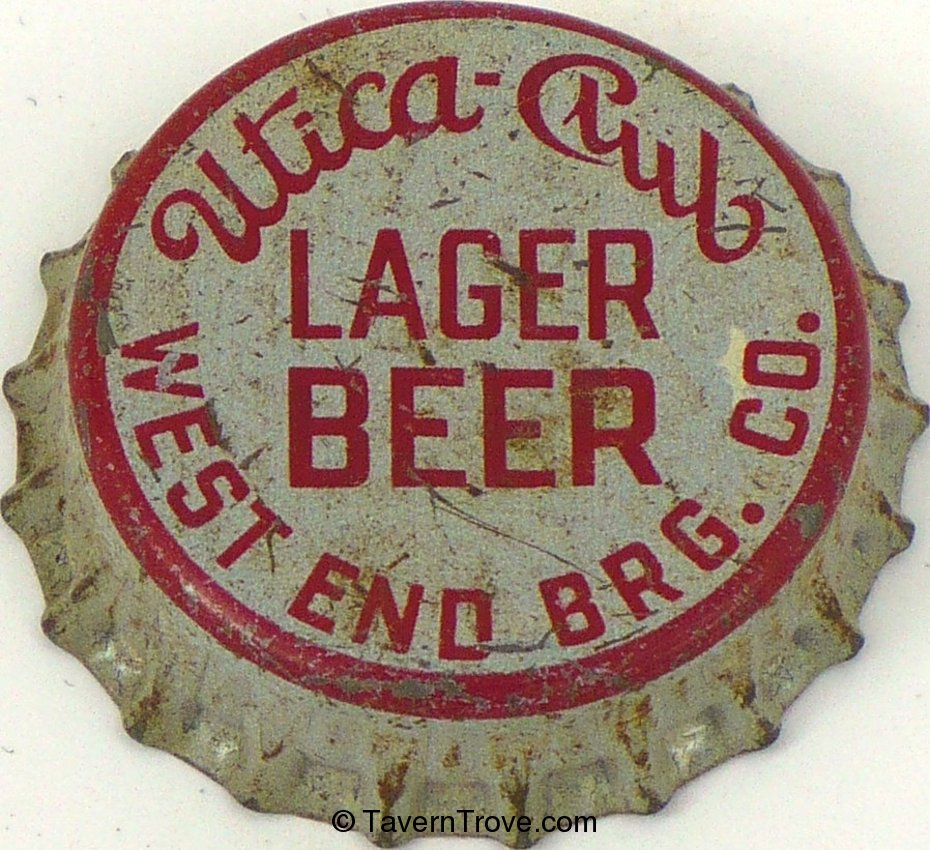 Utica-Club
LAGER
BEER
WEST END BRG. CO.
© TavernTrove.com